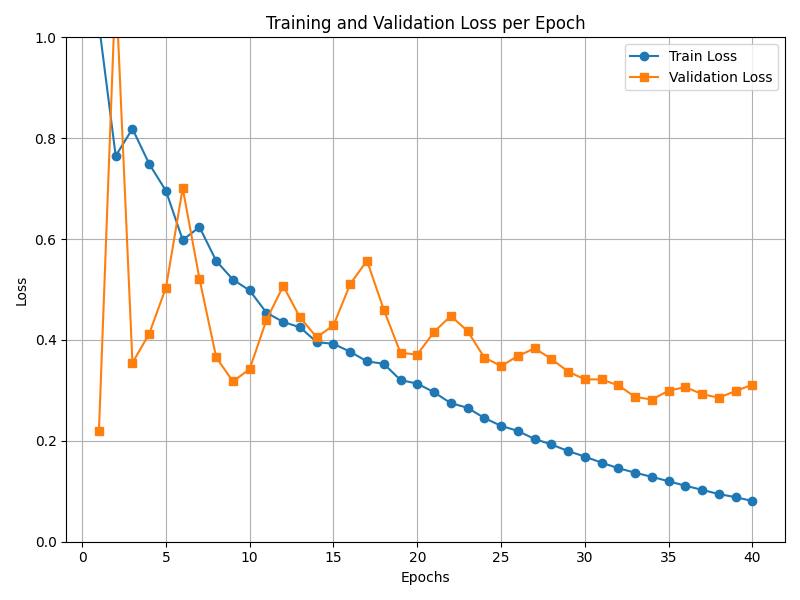 Training and Validation Loss per Epoch
Train Loss
Validation Loss
Loss
1.0
0.8
0.6
0.4
0.2
0.0
0 5 10 15 20 25 30 35 40
Epochs